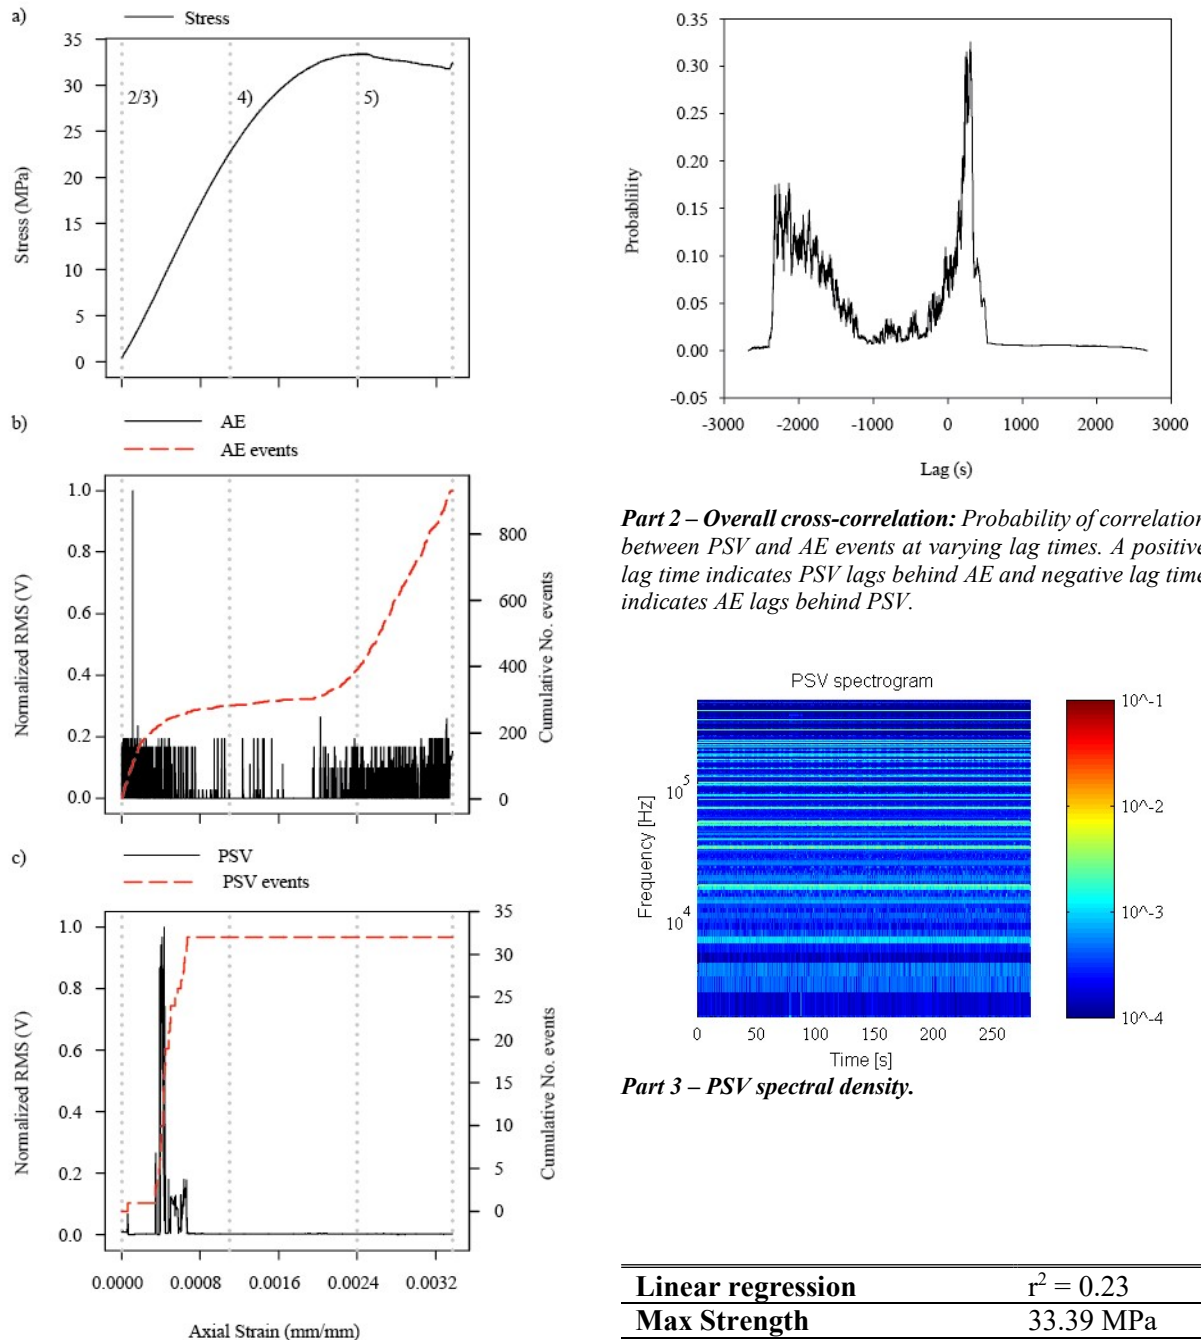 a)
Stress
35
30
25
20
15
10
5
0
Stress (MPa)
2/3)
4)
5)
b)
AE
AE events
1.0
0.8
0.6
0.4
0.2
0.0
Normalized RMS (V)
800
600
400
200
0
Cumulative No. events
c)
PSV
PSV events
1.0
0.8
0.6
0.4
0.2
0.0
Normalized RMS (V)
35
30
25
20
15
10
5
0
Cumulative No. events
0.0000 0.0008 0.0016 0.0024 0.0032
Axial Strain (mm/mm)
0.35
0.30
0.25
0.20
0.15
0.10
0.05
0.00
-0.05
Probablility
-3000 -2000 -1000 0 1000 2000 3000
Lag (s)
Part 2 – Overall cross-correlation: Probability of correlation
between PSV and AE events at varying lag times. A positive
lag time indicates PSV lags behind AE and negative lag time
indicates AE lags behind PSV.
PSV spectrogram
Frequency [Hz]
10^5
10^4
0 50 100 150 200 250
Time [s]
10^-1
10^-2
10^-3
10^-4
Part 3 – PSV spectral density.
Linear regression r² = 0.23
Max Strength 33.39 MPa